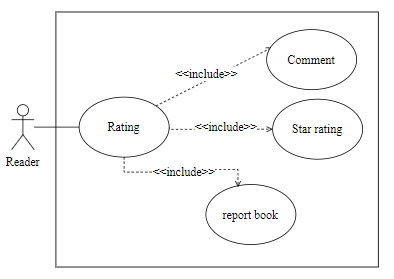 Comment
<<include>>
Rating
<<include>>
Star rating
Reader
<<include>>
report book